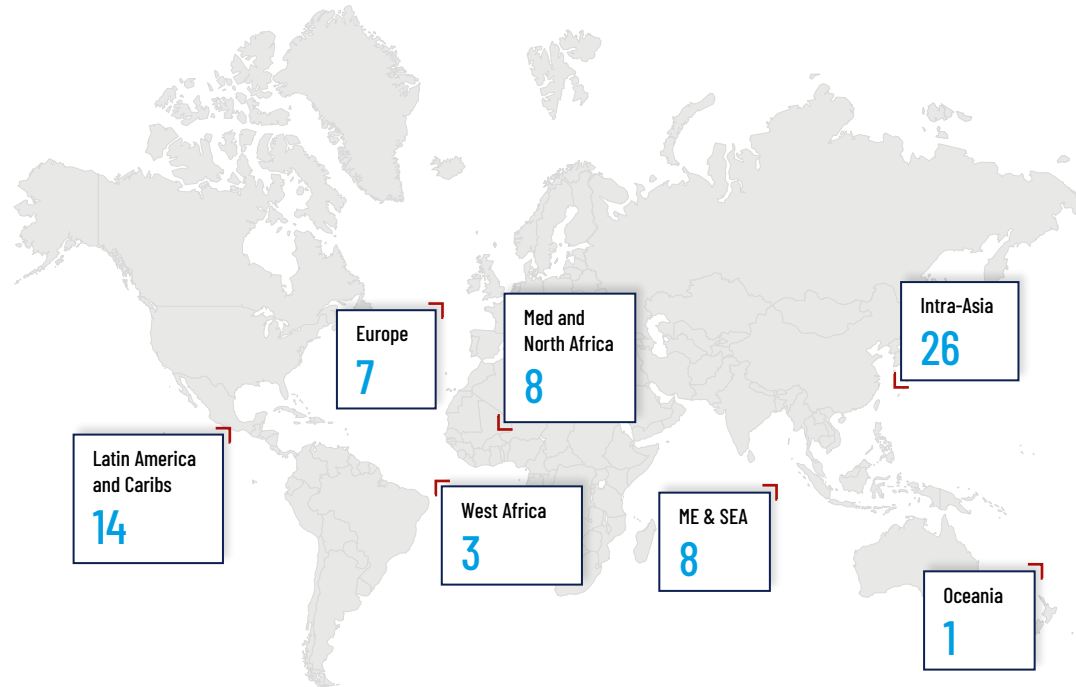 Europe
7
Med and
North Africa
8
Intra-Asia
26
Latin America
and Caribs
14
West Africa
3
ME & SEA
8
Oceania
1